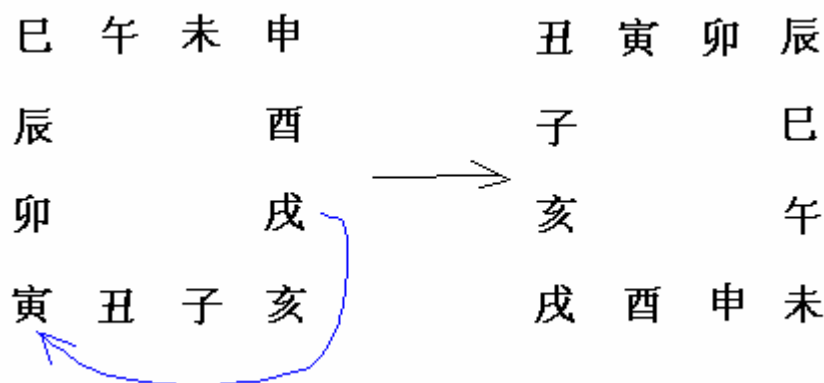 巳 午 未 申 丑 寅 卯 辰
辰 酉 子 巳
卯 戌 亥 午
寅 丑 子 亥 戌 酉 申 未